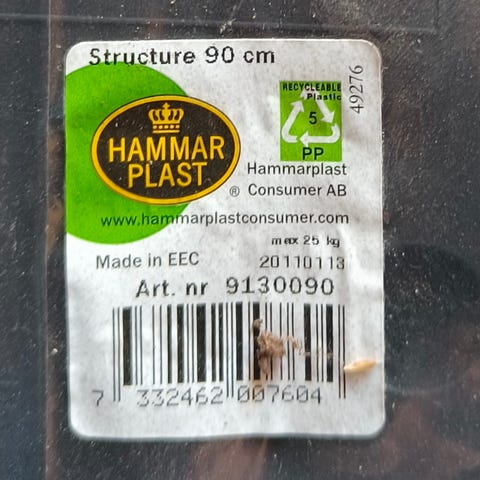 Structure 90 cm
49276
RECYCLEABLE
Plastic
5
PP
HAMMAR
PLAST
®
Hammarplast
Consumer AB
www.hammarplastconsumer.com
max 25 kg
Made in EEC 20110113
Art. nr 9130090
7 332462 007604